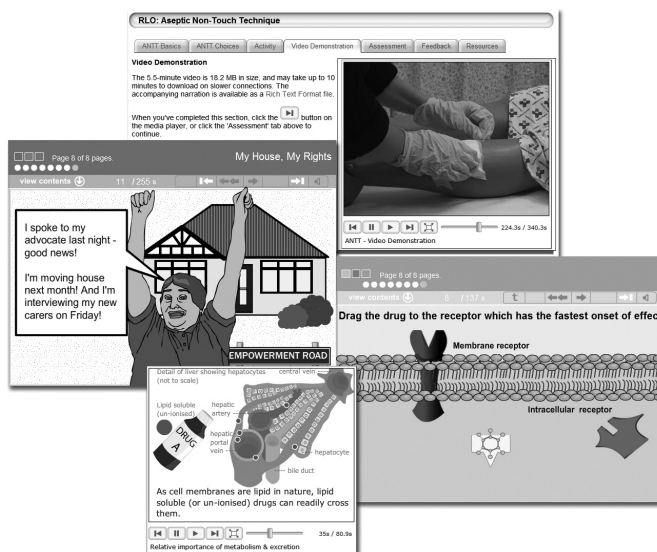 RLO: Aseptic Non-Touch Technique
ANTT Basics
ANTT Choices
Activity
Video Demonstration
Assessment
Feedback
Resources
Video Demonstration
The 5.5-minute video is 18.2 MB in size, and may take up to 10
minutes to download on slower connections. The
accompanying narration is available as a Rich Text Format file.
When you've completed this section, click the button on
the media player, or click the 'Assessment' tab above to
continue.
224.3s / 340.3s
ANTT - Video Demonstration
Page 8 of 8 pages.
My House, My Rights
view contents
11 / 255 s
I spoke to my
advocate last night -
good news!
I'm moving house
next month! And I'm
interviewing my new
carers on Friday!
EMPOWERMENT ROAD
Page 8 of 8 pages.
view contents
8 / 137 s
t
Drag the drug to the receptor which has the fastest onset of effec
Membrane receptor
Intracellular receptor
Detail of liver showing hepatocytes
(not to scale)
central vein
Lipid soluble
(un-ionised)
hepatic
artery
DRUG
A
hepatic
portal
vein
hepatocyte
bile duct
As cell membranes are lipid in nature, lipid
soluble (or un-ionised) drugs can readily cross
them.
35s / 80.9s
Relative importance of metabolism & excretion